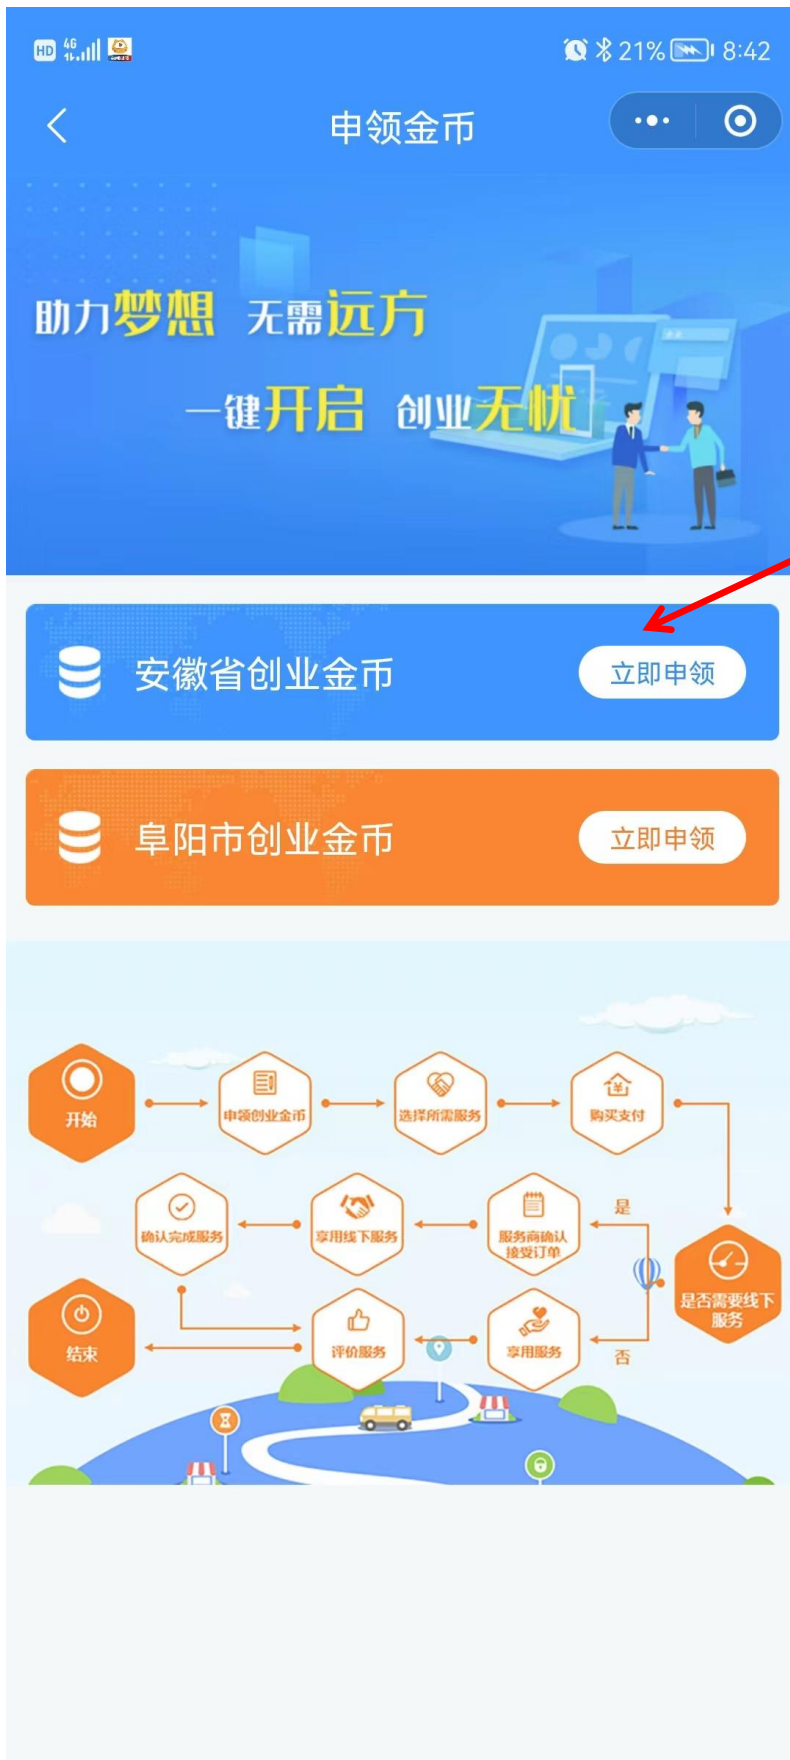 HD 4G 21% 8:42
申领金币
助力梦想 无需远方
一键开启 创业无忧
安徽省创业金币
立即申领
阜阳市创业金币
立即申领
开始
申领创业金币
选择所需服务
购买支付
确认完成服务
享用线下服务
服务商确认
接受订单
是
是否需要线下
服务
结束
评价服务
享用服务
否